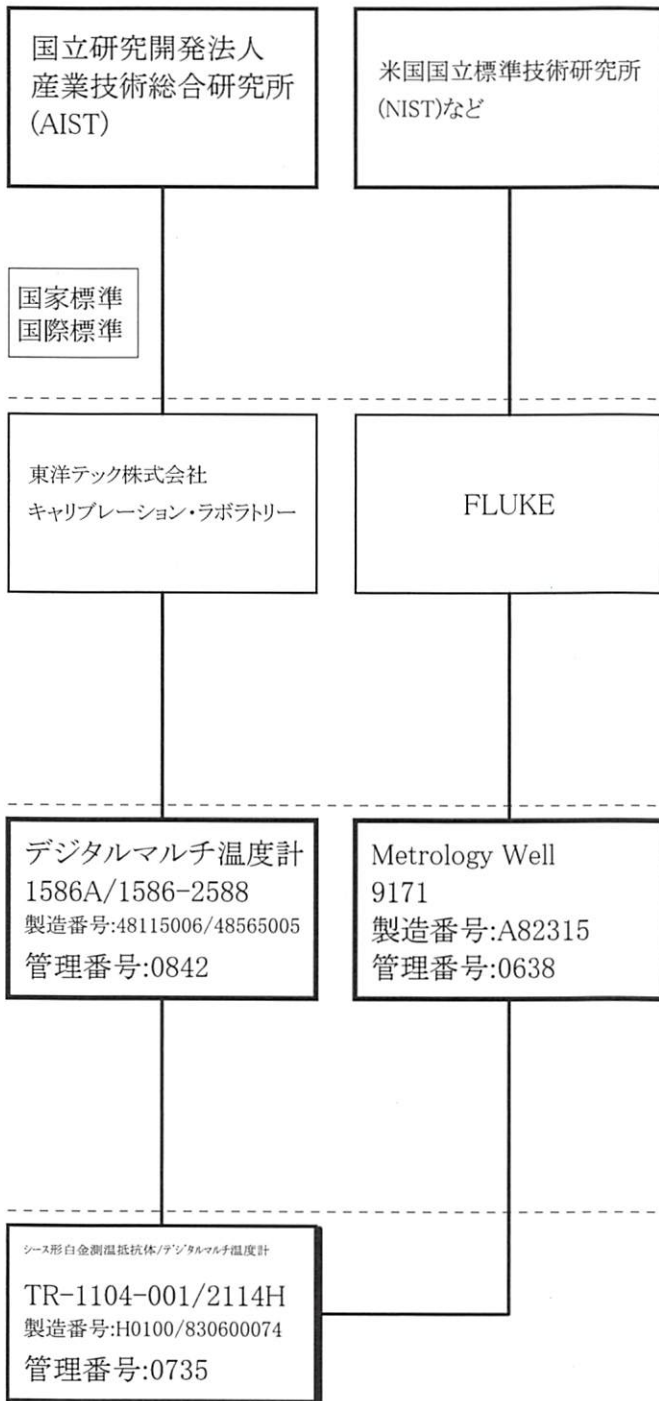 国立研究開発法人
産業技術総合研究所
(AIST)
米国国立標準技術研究所
(NIST)など
国家標準
国際標準
東洋テック株式会社
キャリブレーション・ラボラトリー
FLUKE
デジタルマルチ温度計
1586A/1586-2588
製造番号:48115006/48565005
管理番号:0842
Metrology Well
9171
製造番号:A82315
管理番号:0638
シース形白金測温抵抗体/デジタルマルチ温度計
TR-1104-001/2114H
製造番号:H0100/830600074
管理番号:0735